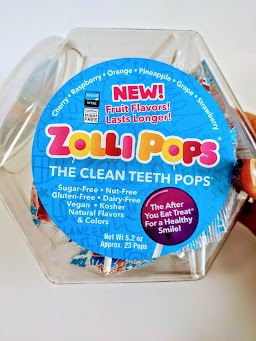 Cherry • Raspberry • Orange • Pineapple • Grape • Strawberry
NEW!
Fruit Flavors!
Lasts Longer!
SUGAR
FREE
ZOLLIPOPS
THE CLEAN TEETH POPS
Sugar-Free • Nut-Free
Gluten-Free • Dairy-Free
Vegan • Kosher
Natural Flavors
& Colors
The After
You Eat Treat®
For a Healthy
Smile!
Net Wt 5.2 oz
Approx. 23 Pops